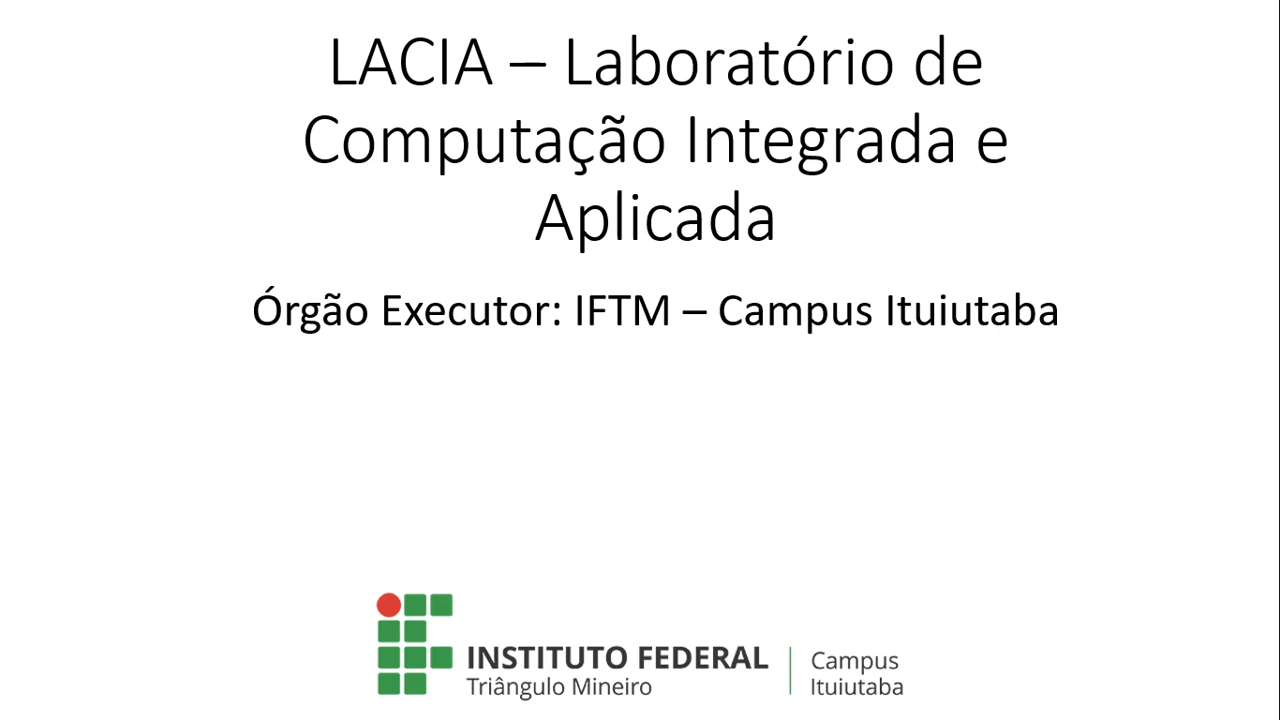 LACIA – Laboratório de
Computação Integrada e
Aplicada
Órgão Executor: IFTM – Campus Ituiutaba
INSTITUTO FEDERAL
Triângulo Mineiro
Campus
Ituiutaba